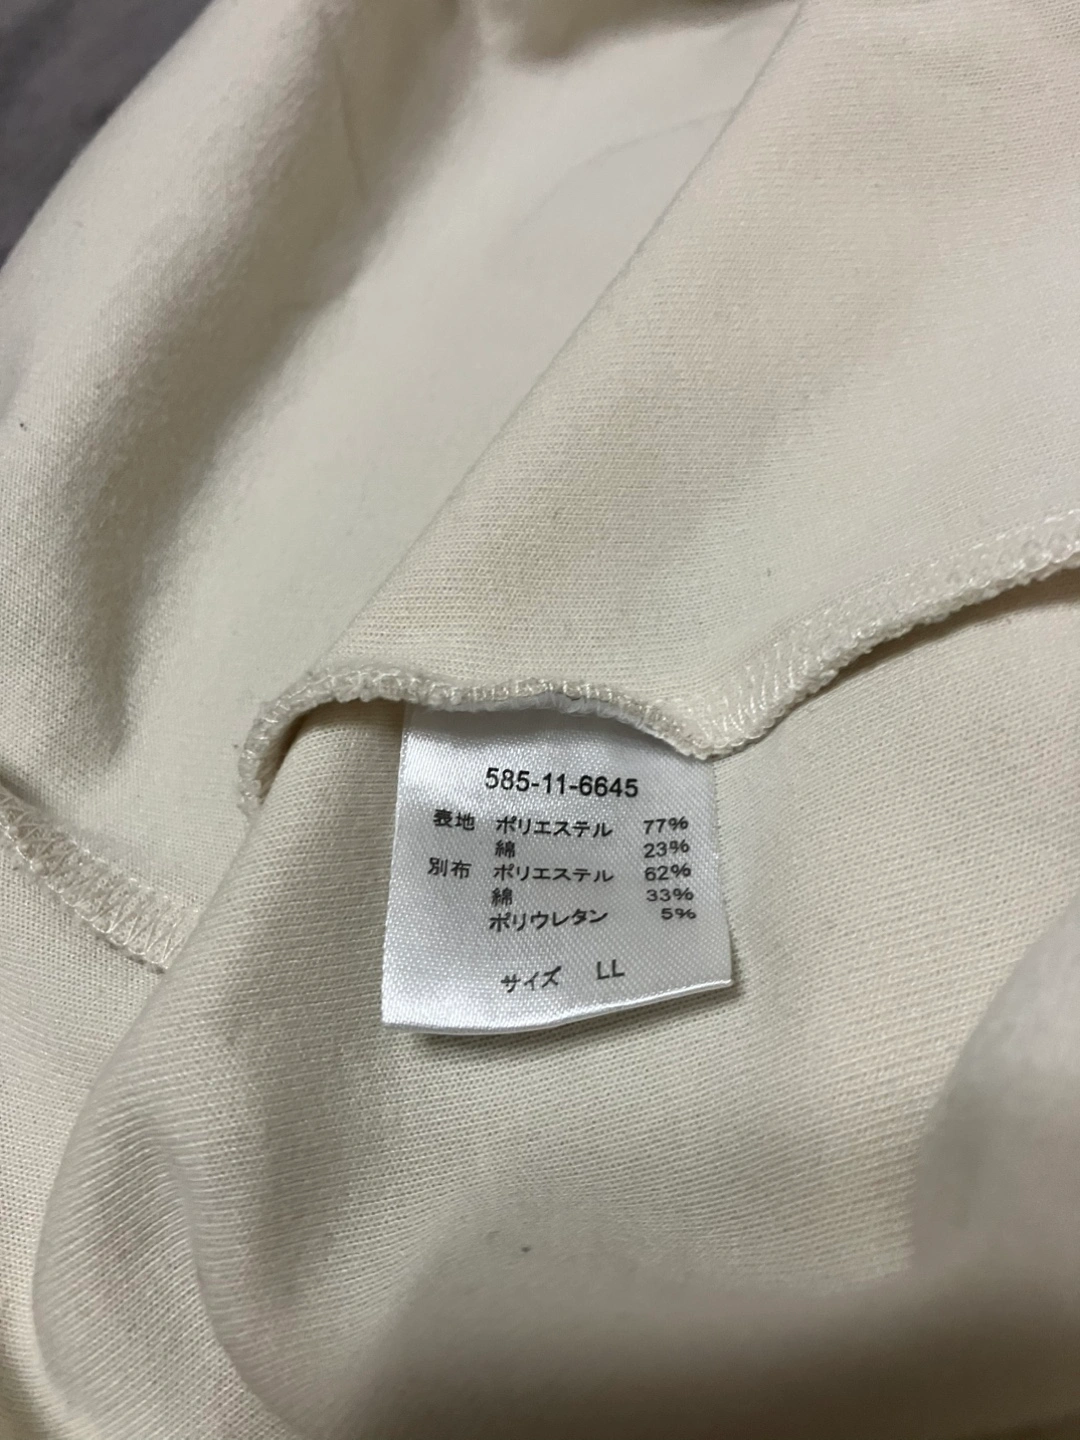 585-11-6645
表地 ポリエステル 77%
綿 23%
別布 ポリエステル 62%
綿 33%
ポリウレタン 5%
サイズ LL